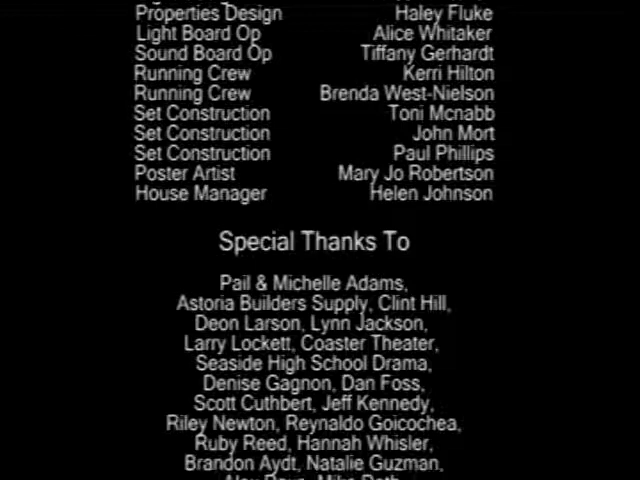 Properties Design Haley Fluke
Light Board Op Alice Whitaker
Sound Board Op Tiffany Gerhardt
Running Crew Kerri Hilton
Running Crew Brenda West-Nielson
Set Construction Toni Mcnabb
Set Construction John Mort
Set Construction Paul Phillips
Poster Artist Mary Jo Robertson
House Manager Helen Johnson
Special Thanks To
Pail & Michelle Adams,
Astoria Builders Supply, Clint Hill,
Deon Larson, Lynn Jackson,
Larry Lockett, Coaster Theater,
Seaside High School Drama,
Denise Gagnon, Dan Foss,
Scott Cuthbert, Jeff Kennedy,
Riley Newton, Reynaldo Goicochea,
Ruby Reed, Hannah Whisler,
Brandon Aydt, Natalie Guzman,